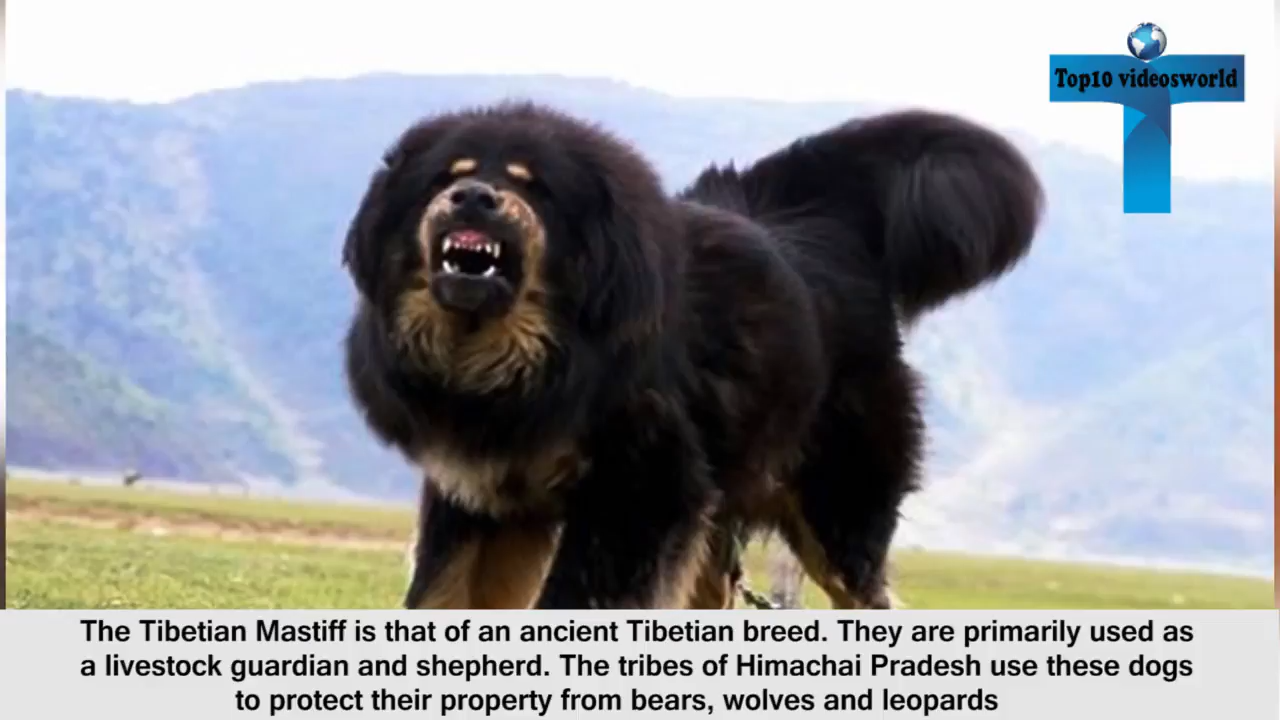 Top10 videosworld
The Tibetian Mastiff is that of an ancient Tibetian breed. They are primarily used as
a livestock guardian and shepherd. The tribes of Himachai Pradesh use these dogs
to protect their property from bears, wolves and leopards